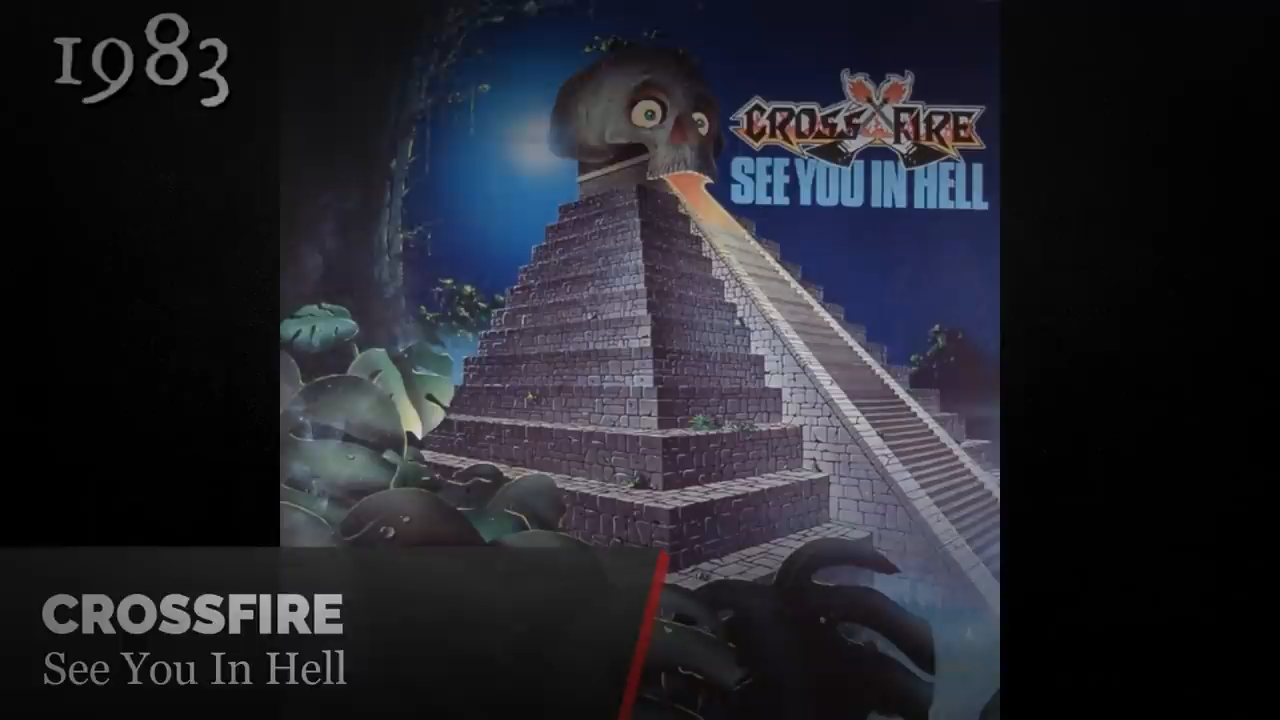 1983
CROSSFIRE
SEE YOU IN HELL
CROSSFIRE
See You In Hell